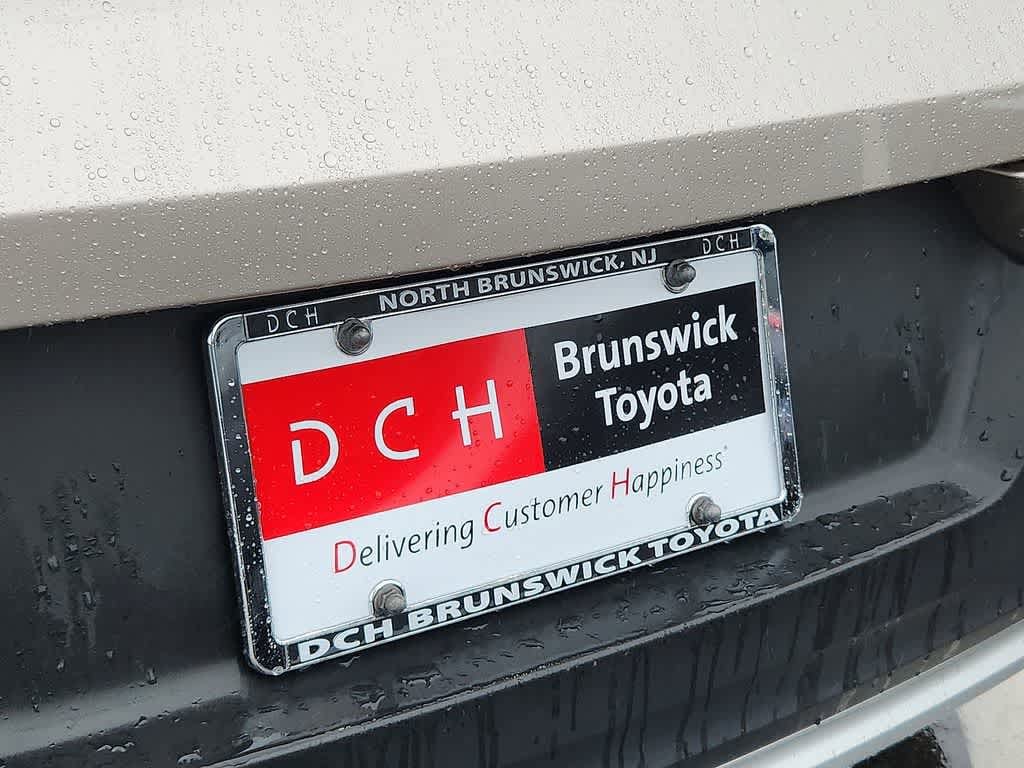 DCH NORTH BRUNSWICK, NJ DCH
DCH
Brunswick
Toyota
Delivering Customer Happiness
DCH BRUNSWICK TOYOTA